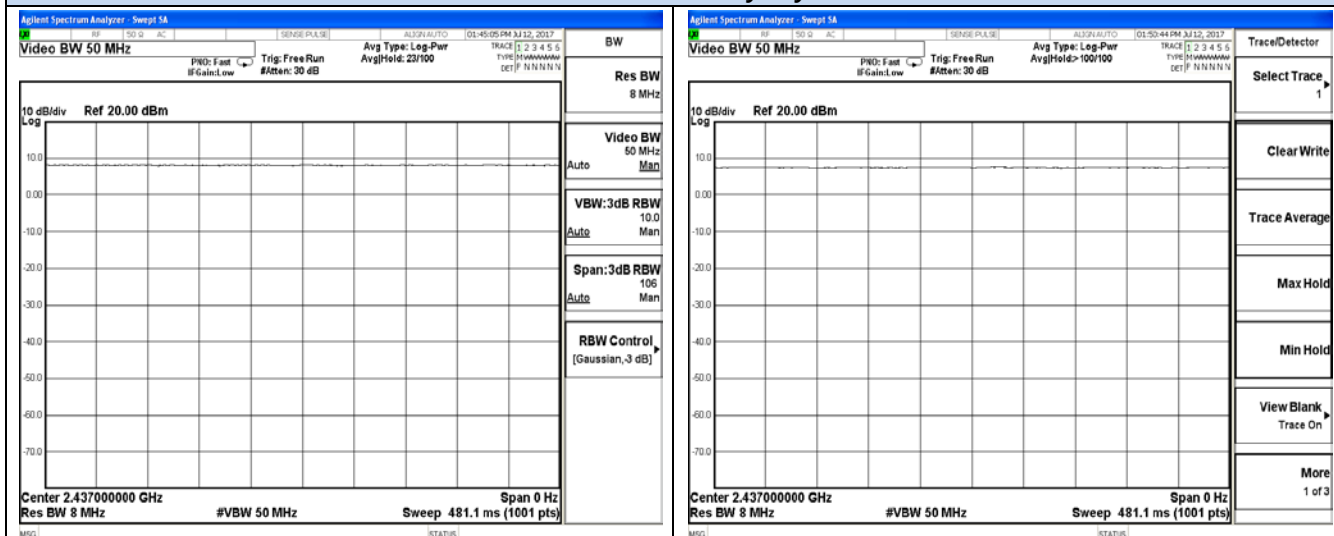 Agilent Spectrum Analyzer - Swept SA
RF 50 Ω AC SENSE:PULSE ALIGN AUTO 01:45:05 PM Jul 12, 2017
Video BW 50 MHz
PNO: Fast Trig: Free Run Avg Type: Log-Pwr TRACE 1 2 3 4 5 6
IFGain:Low #Atten: 30 dB Avg|Hold: 23/100 TYPE
DET P N N N N N
10 dB/div Ref 20.00 dBm
Log
10.0
0.00
-10.0
-20.0
-30.0
-40.0
-50.0
-60.0
-70.0
Center 2.437000000 GHz Span 0 Hz
Res BW 8 MHz #VBW 50 MHz Sweep 481.1 ms (1001 pts)
MSG STATUS
BW
Res BW
8 MHz
Video BW
50 MHz
Auto Man
VBW:3dB RBW
10.0
Auto Man
Span:3dB RBW
106
Auto Man
RBW Control
[Gaussian,-3 dB]
Agilent Spectrum Analyzer - Swept SA
RF 50 Ω AC SENSE:PULSE ALIGN AUTO 01:50:44 PM Jul 12, 2017
Video BW 50 MHz
PNO: Fast Trig: Free Run Avg Type: Log-Pwr TRACE 1 2 3 4 5 6
IFGain:Low #Atten: 30 dB Avg|Hold:>100/100 TYPE
DET P N N N N N
10 dB/div Ref 20.00 dBm
Log
10.0
0.00
-10.0
-20.0
-30.0
-40.0
-50.0
-60.0
-70.0
Center 2.437000000 GHz Span 0 Hz
Res BW 8 MHz #VBW 50 MHz Sweep 481.1 ms (1001 pts)
MSG STATUS
Trace/Detector
Select Trace
1
Clear Write
Trace Average
Max Hold
Min Hold
View Blank
Trace On
More
1 of 3